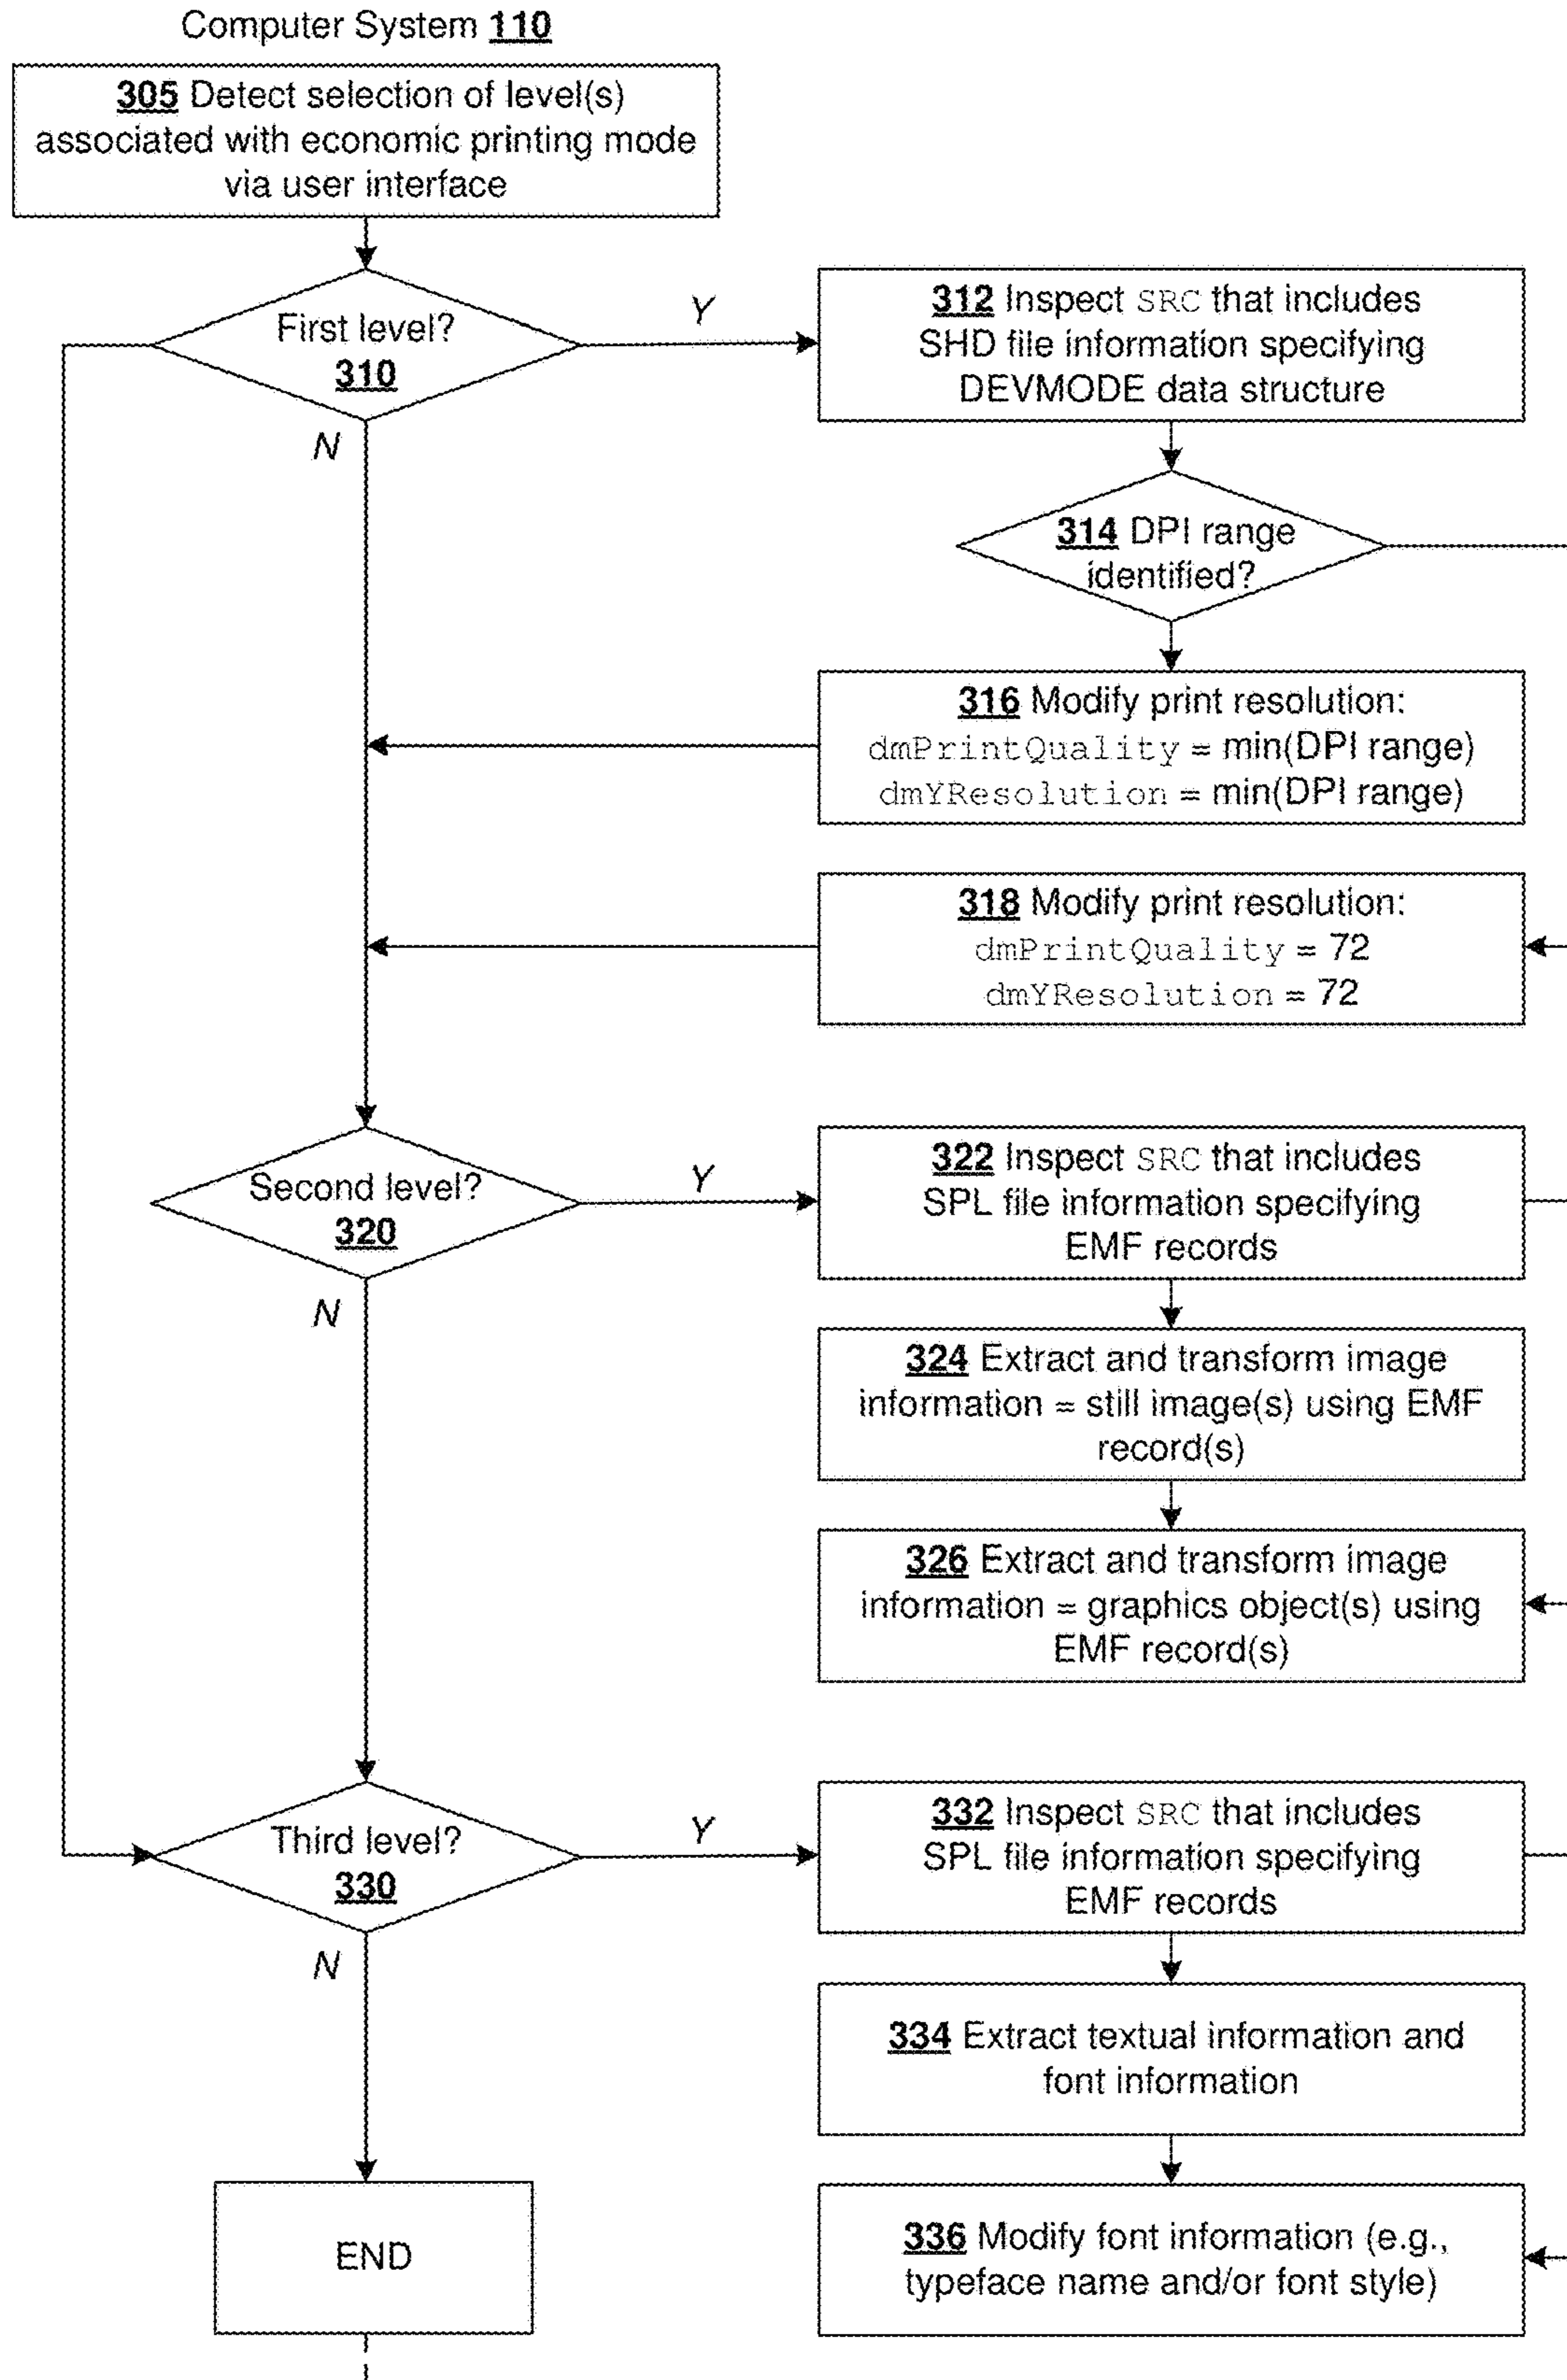 Computer System 110
305 Detect selection of level(s)
associated with economic printing mode
via user interface
First level?
310
Y
N
312 Inspect SRC that includes
SHD file information specifying
DEVMODE data structure
314 DPI range
identified?
316 Modify print resolution:
dmPrintQuality = min(DPI range)
dmYResolution = min(DPI range)
318 Modify print resolution:
dmPrintQuality = 72
dmYResolution = 72
Second level?
320
Y
N
322 Inspect SRC that includes
SPL file information specifying
EMF records
324 Extract and transform image
information = still image(s) using EMF
record(s)
326 Extract and transform image
information = graphics object(s) using
EMF record(s)
Third level?
330
Y
N
332 Inspect SRC that includes
SPL file information specifying
EMF records
334 Extract textual information and
font information
336 Modify font information (e.g.,
typeface name and/or font style)
END